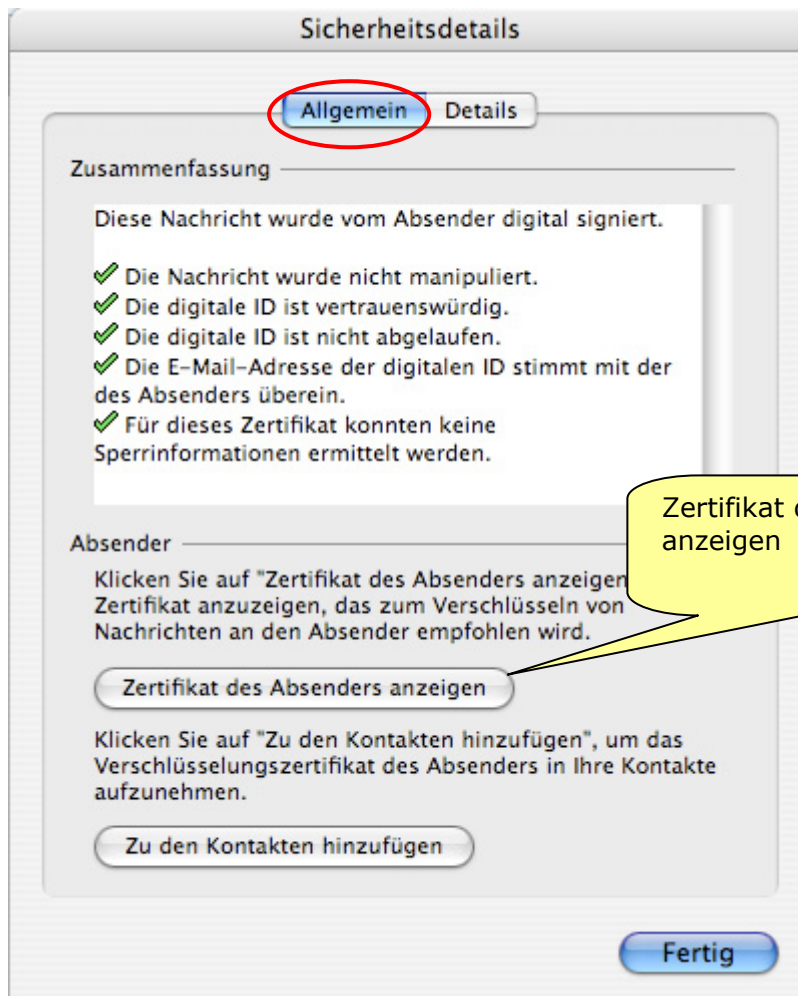 Sicherheitsdetails
Allgemein Details
Zusammenfassung
Diese Nachricht wurde vom Absender digital signiert.
Die Nachricht wurde nicht manipuliert.
Die digitale ID ist vertrauenswürdig.
Die digitale ID ist nicht abgelaufen.
Die E-Mail-Adresse der digitalen ID stimmt mit der
des Absenders überein.
Für dieses Zertifikat konnten keine
Sperrinformationen ermittelt werden.
Zertifikat
anzeigen
Absender
Klicken Sie auf "Zertifikat des Absenders anzeigen
Zertifikat anzuzeigen, das zum Verschlüsseln von
Nachrichten an den Absender empfohlen wird.
Zertifikat des Absenders anzeigen
Klicken Sie auf "Zu den Kontakten hinzufügen", um das
Verschlüsselungszertifikat des Absenders in Ihre Kontakte
aufzunehmen.
Zu den Kontakten hinzufügen
Fertig